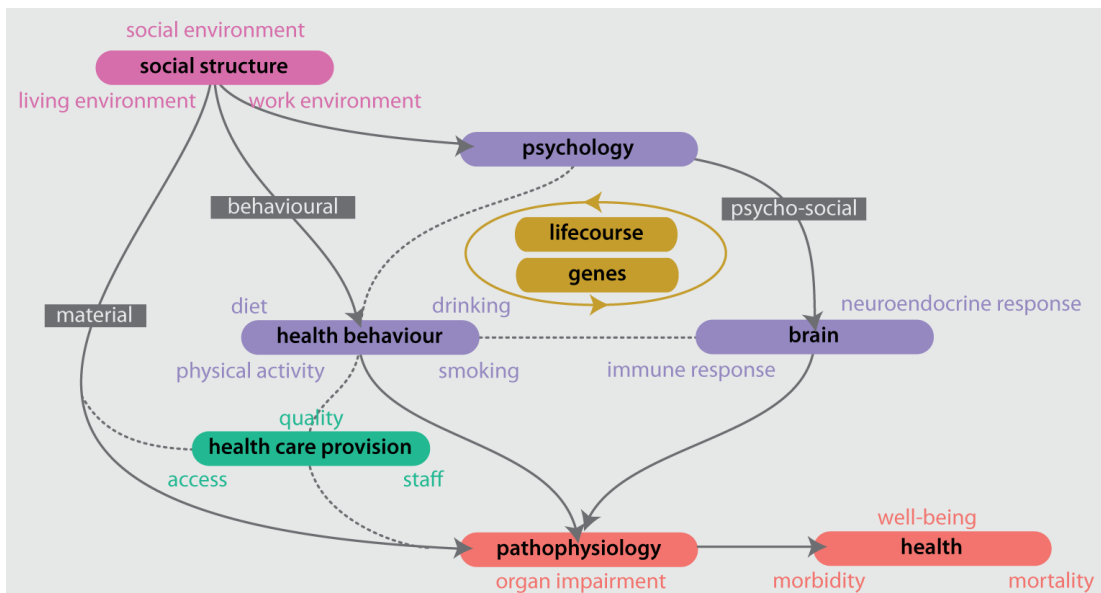 social environment
social structure
living environment
work environment
psychology
behavioural
psycho-social
lifecourse
genes
material
diet
drinking
neuroendocrine response
health behaviour
brain
physical activity
smoking
immune response
quality
health care provision
access
staff
well-being
pathophysiology
health
organ impairment
morbidity
mortality